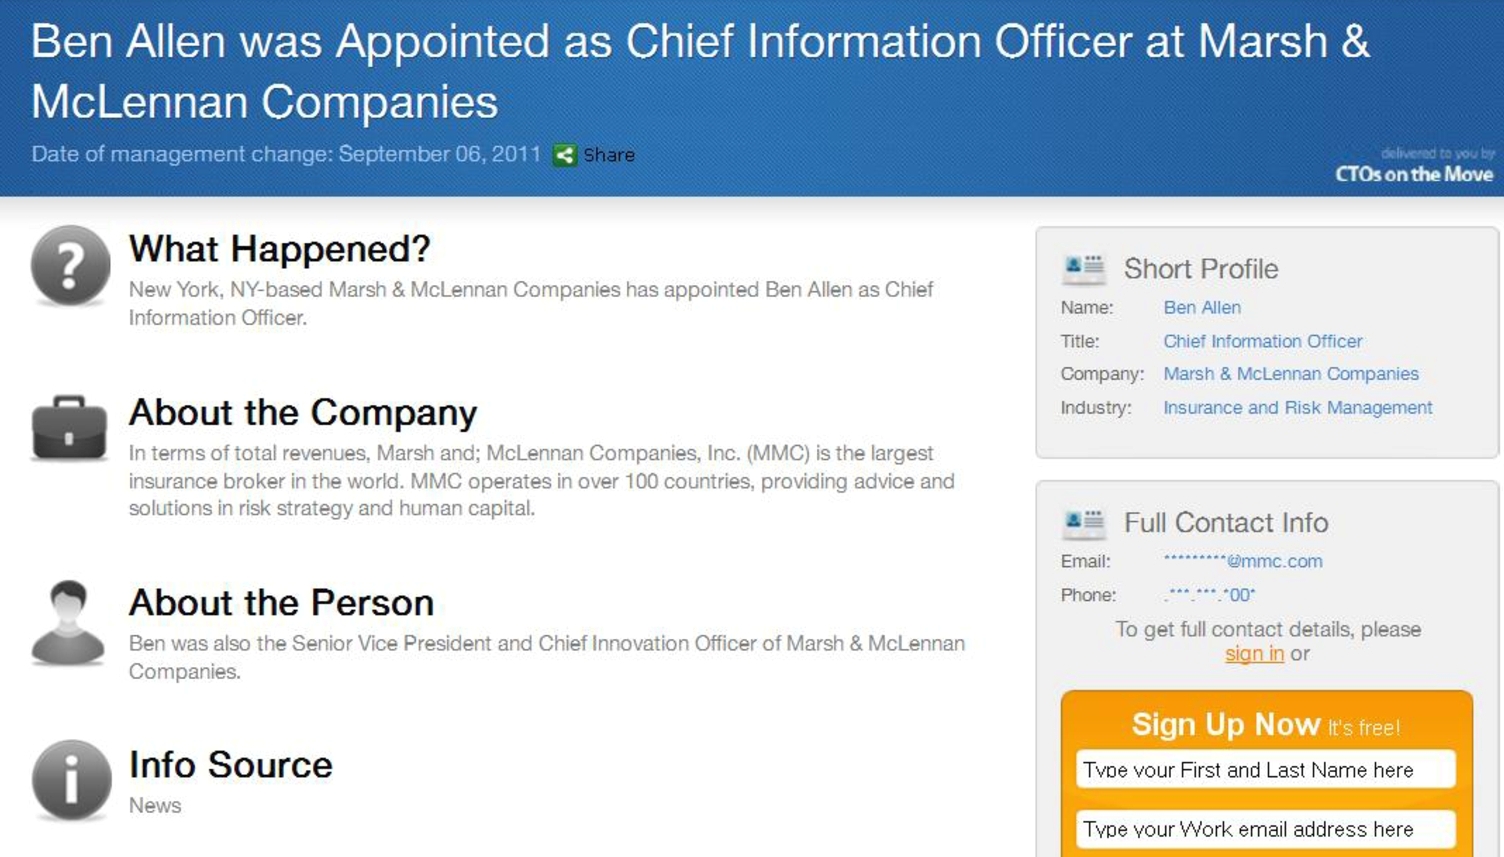 Ben Allen was Appointed as Chief Information Officer at Marsh &
McLennan Companies
Date of management change: September 06, 2011 Share
delivered to you by
CTOs on the Move
What Happened?
New York, NY-based Marsh & McLennan Companies has appointed Ben Allen as Chief
Information Officer.
About the Company
In terms of total revenues, Marsh and; McLennan Companies, Inc. (MMC) is the largest
insurance broker in the world. MMC operates in over 100 countries, providing advice and
solutions in risk strategy and human capital.
About the Person
Ben was also the Senior Vice President and Chief Innovation Officer of Marsh & McLennan
Companies.
Info Source
News
Short Profile
Name: Ben Allen
Title: Chief Information Officer
Company: Marsh & McLennan Companies
Industry: Insurance and Risk Management
Full Contact Info
Email: *********@mmc.com
Phone: .***.***.*00*
To get full contact details, please
sign in or
Sign Up Now It's free!
Type your First and Last Name here
Type your Work email address here